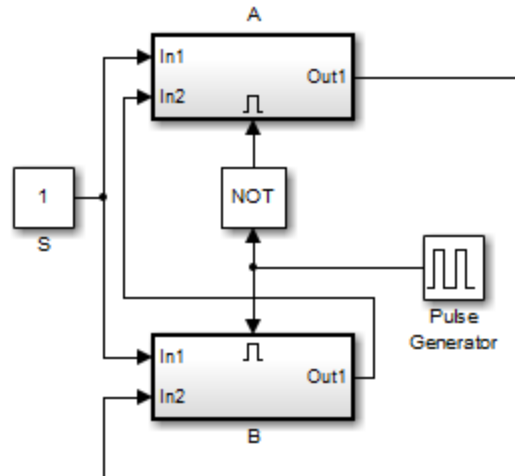 A
In1
Out1
In2
1
NOT
S
Pulse
Generator
In1
Out1
In2
B